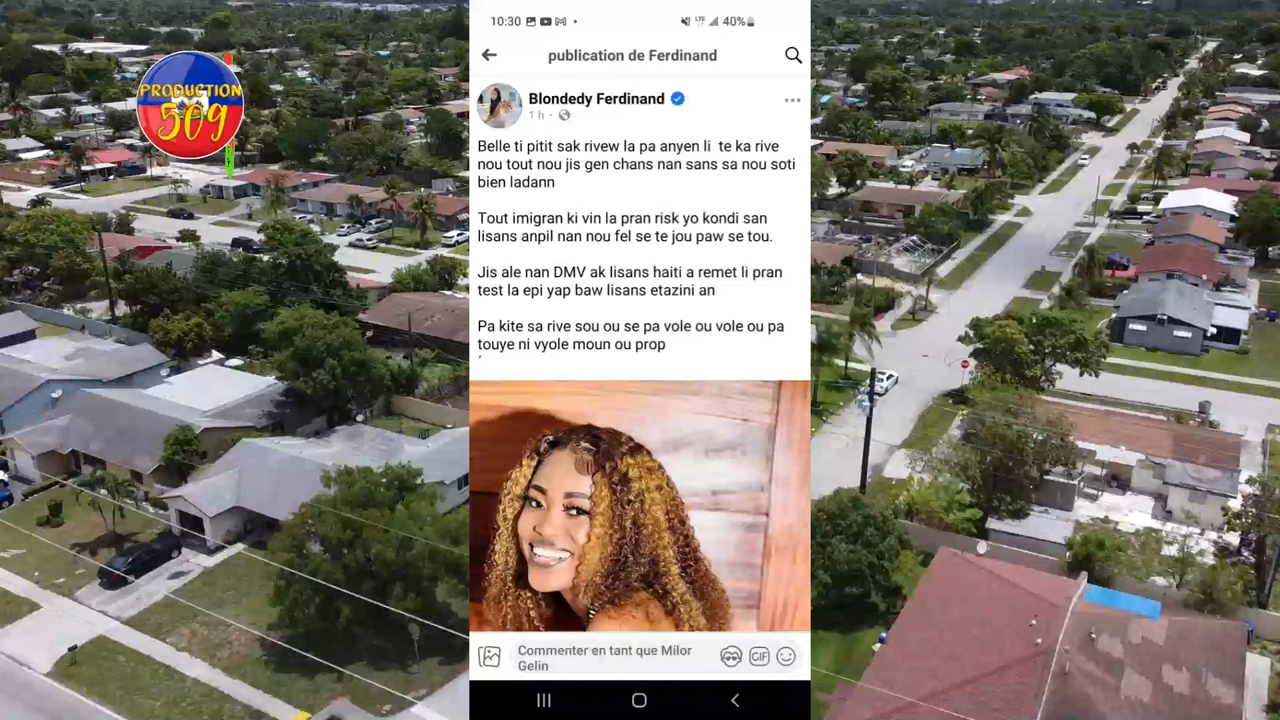 PRODUCTION
509
10:30
LTE
40%
publication de Ferdinand
Blondedy Ferdinand
1 h ·
Belle ti pitit sak rivew la pa anyen li te ka rive
nou tout nou jis gen chans nan sans sa nou soti
bien ladann
Tout imigran ki vin la pran risk yo kondi san
lisans anpil nan nou fel se te jou paw se tou.
Jis ale nan DMV ak lisans haiti a remet li pran
test la epi yap baw lisans etazini an
Pa kite sa rive sou ou se pa vole ou vole ou pa
touye ni vyole moun ou prop
Commenter en tant que Milor
Gelin
GIF